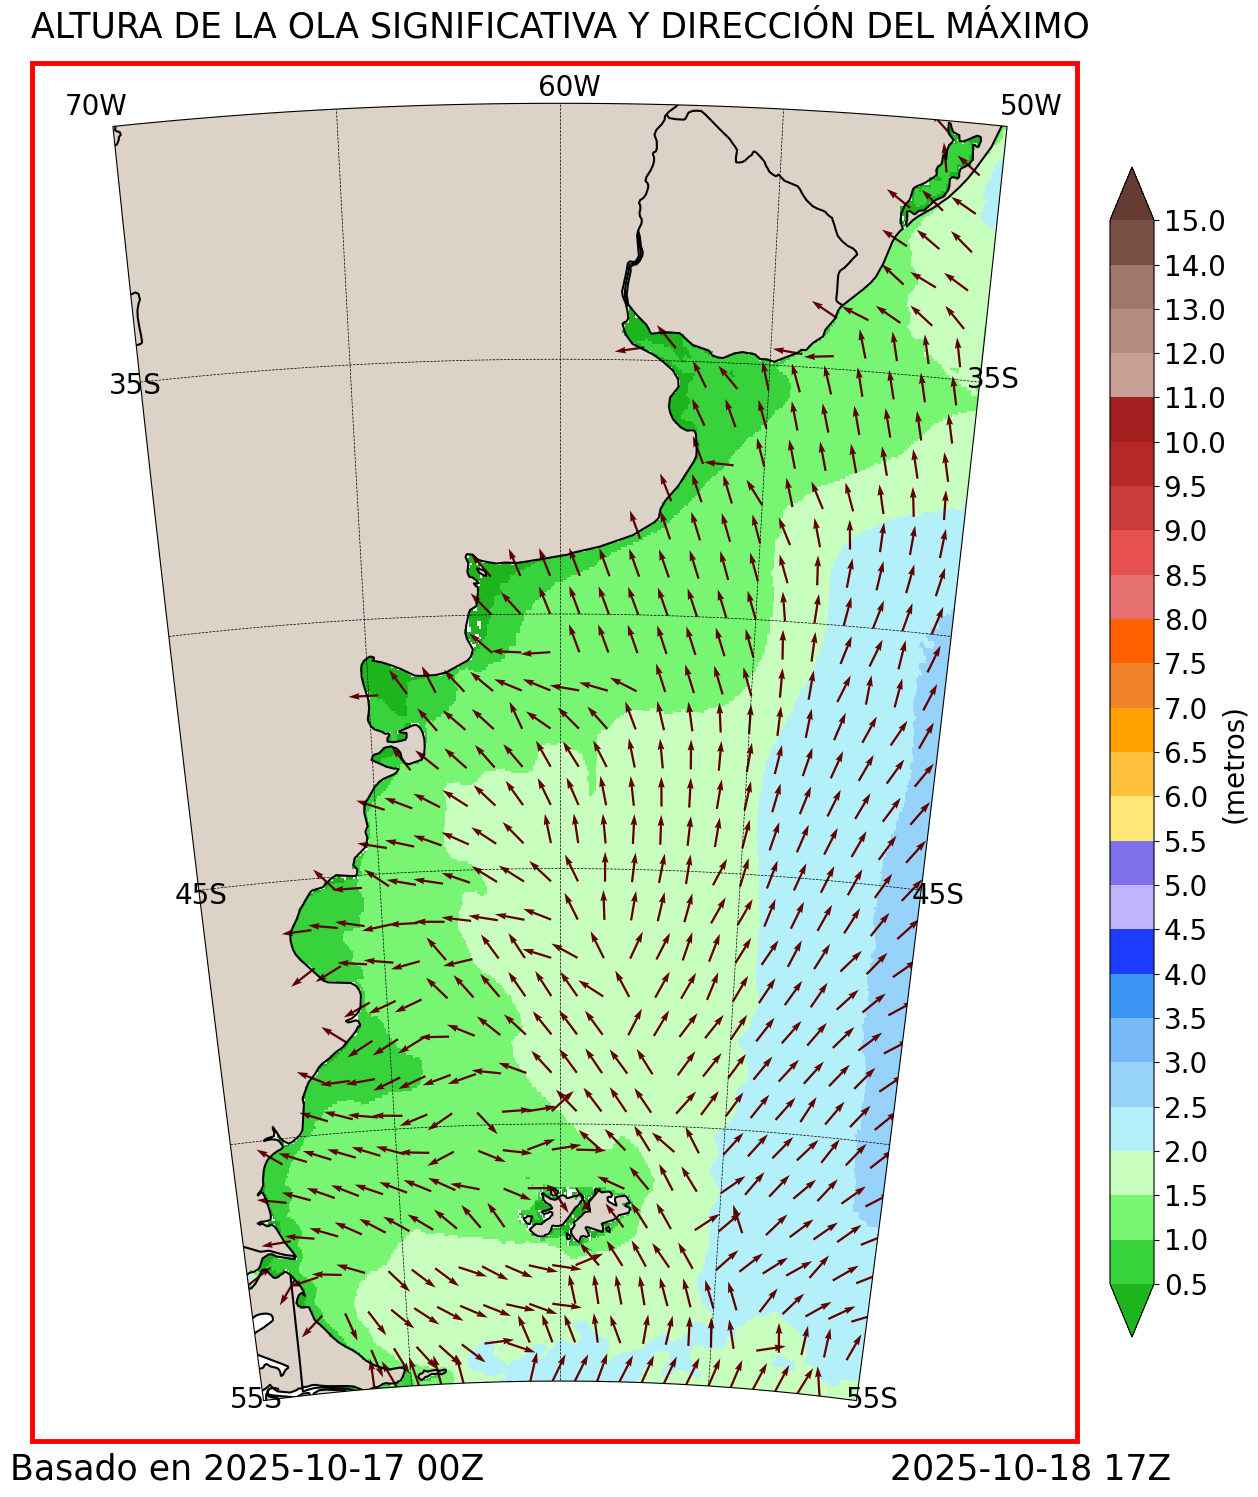 ALTURA DE LA OLA SIGNIFICATIVA Y DIRECCIÓN DEL MÁXIMO
70W
60W
50W
35S
35S
45S
45S
55S
55S
15.0
14.0
13.0
12.0
11.0
10.0
9.5
9.0
8.5
8.0
7.5
7.0
6.5
6.0
5.5
5.0
4.5
4.0
3.5
3.0
2.5
2.0
1.5
1.0
0.5
(metros)
Basado en 2025-10-17 00Z
2025-10-18 17Z